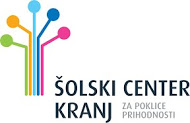 ŠOLSKI CENTER
KRANJ ZA POKLICE
PRIHODNOSTI